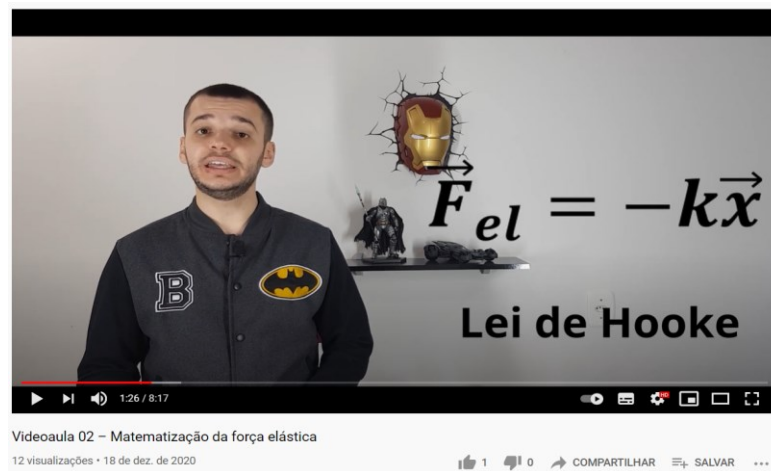 B
F⃗el = −kx⃗
Lei de Hooke
1:26 / 8:17
HD
Videoaula 02 – Matematização da força elástica
12 visualizações • 18 de dez. de 2020
1 0 COMPARTILHAR SALVAR